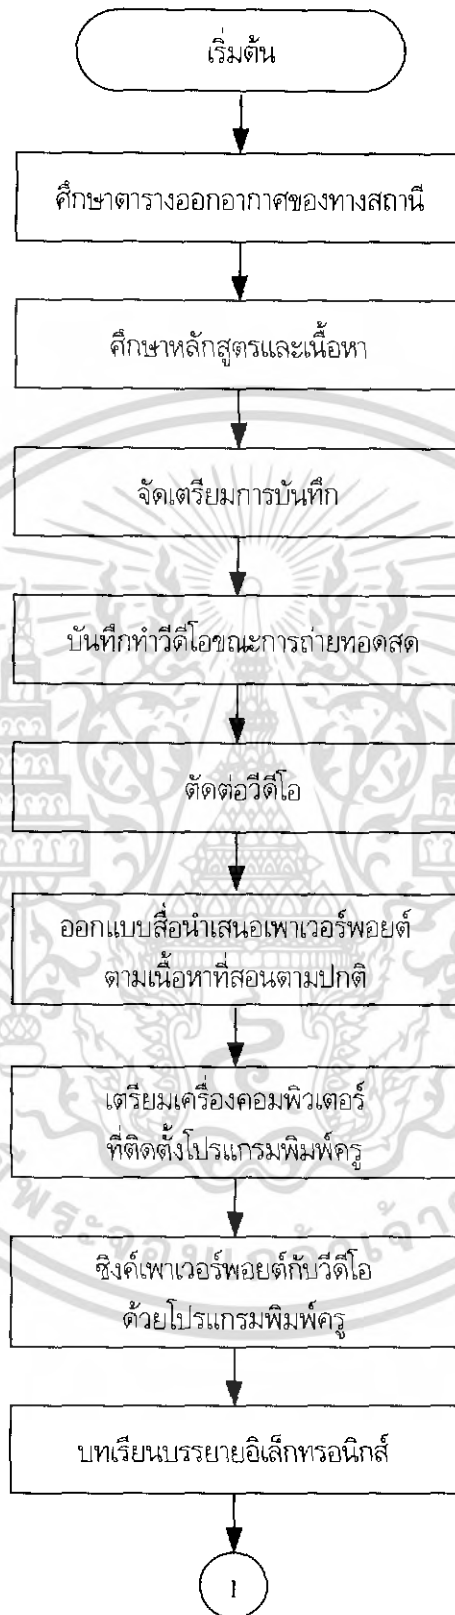 เริ่มต้น
ศึกษาตารางออกอากาศของทางสถานี
ศึกษาหลักสูตรและเนื้อหา
จัดเตรียมการบันทึก
บันทึกทำวีดีโอขณะการถ่ายทอดสด
ตัดต่อวีดีโอ
ออกแบบสื่อนำเสนอเพาเวอร์พอยต์
ตามเนื้อหาที่สอนตามปกติ
เตรียมเครื่องคอมพิวเตอร์
ที่ติดตั้งโปรแกรมพิมพ์ครู
ซิงค์เพาเวอร์พอยต์กับวีดีโอ
ด้วยโปรแกรมพิมพ์ครู
บทเรียนบรรยายอิเล็กทรอนิกส์
1